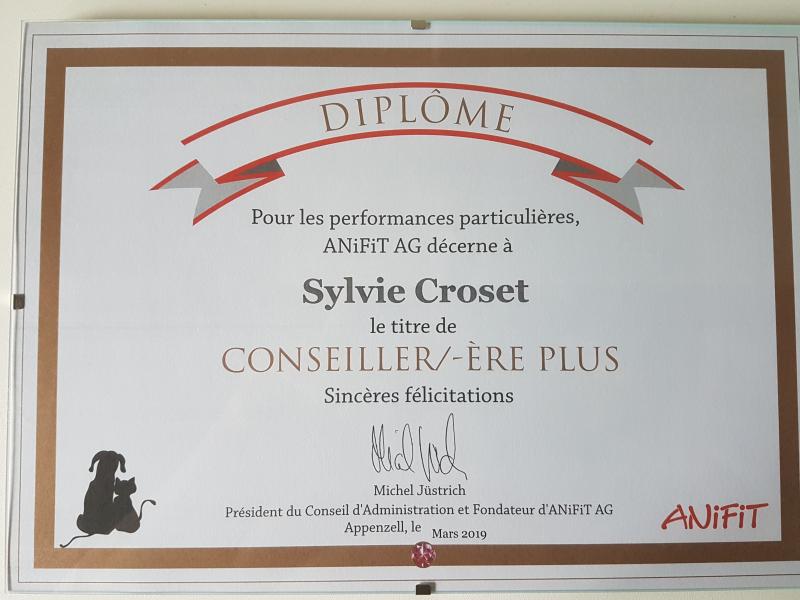 DIPLÔME
Pour les performances particulières,
ANiFiT AG décerne à
Sylvie Croset
le titre de
CONSEILLER/-ÈRE PLUS
Sincères félicitations
Michel Jüstrich
Président du Conseil d'Administration et Fondateur d'ANiFiT AG
Appenzell, le Mars 2019
ANiFiT